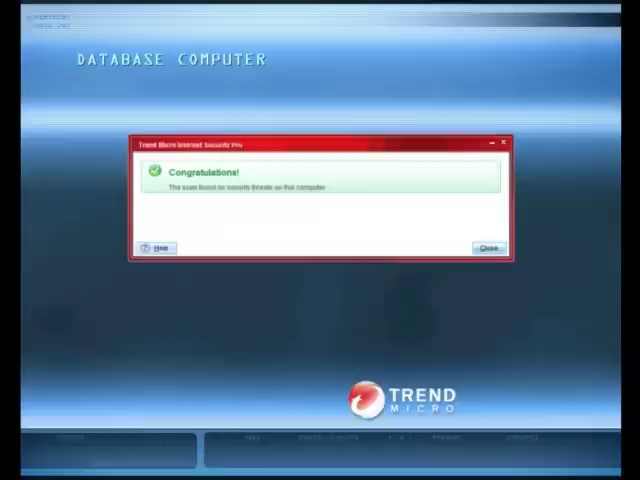 DATABASE COMPUTER
Trend Micro Internet Security Pro
Congratulations!
The scan found no security threats on this computer
Help
Close
TREND
MICRO